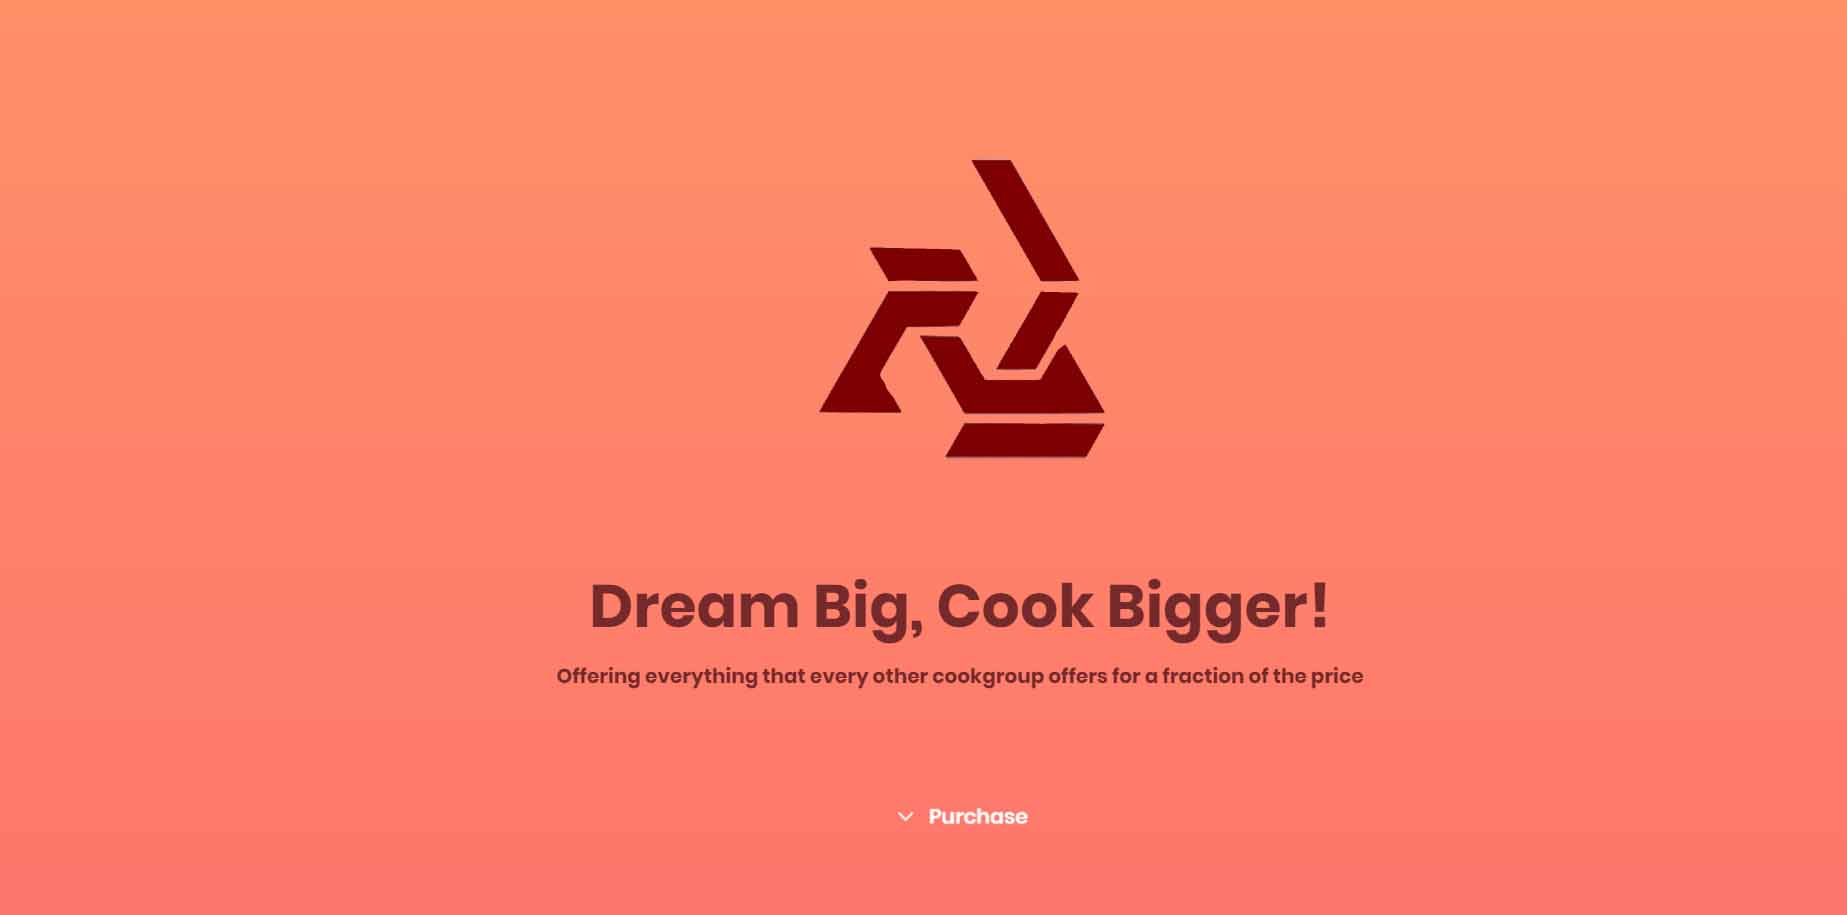 Dream Big, Cook Bigger!
Offering everything that every other cookgroup offers for a fraction of the price
Purchase